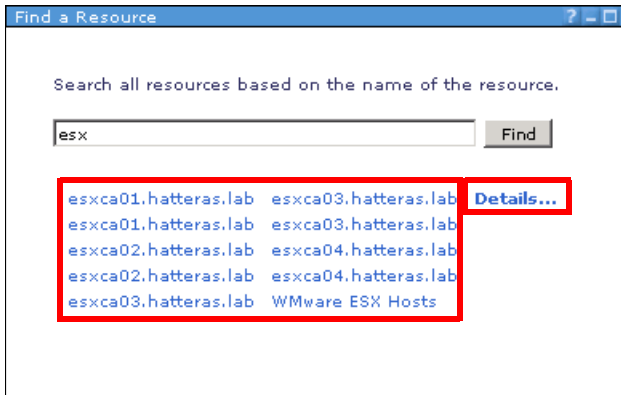 Find a Resource ?
Search all resources based on the name of the resource.
esx Find
esxca01.hatteras.lab esxca03.hatteras.lab Details...
esxca01.hatteras.lab esxca03.hatteras.lab
esxca02.hatteras.lab esxca04.hatteras.lab
esxca02.hatteras.lab esxca04.hatteras.lab
esxca03.hatteras.lab WMware ESX Hosts